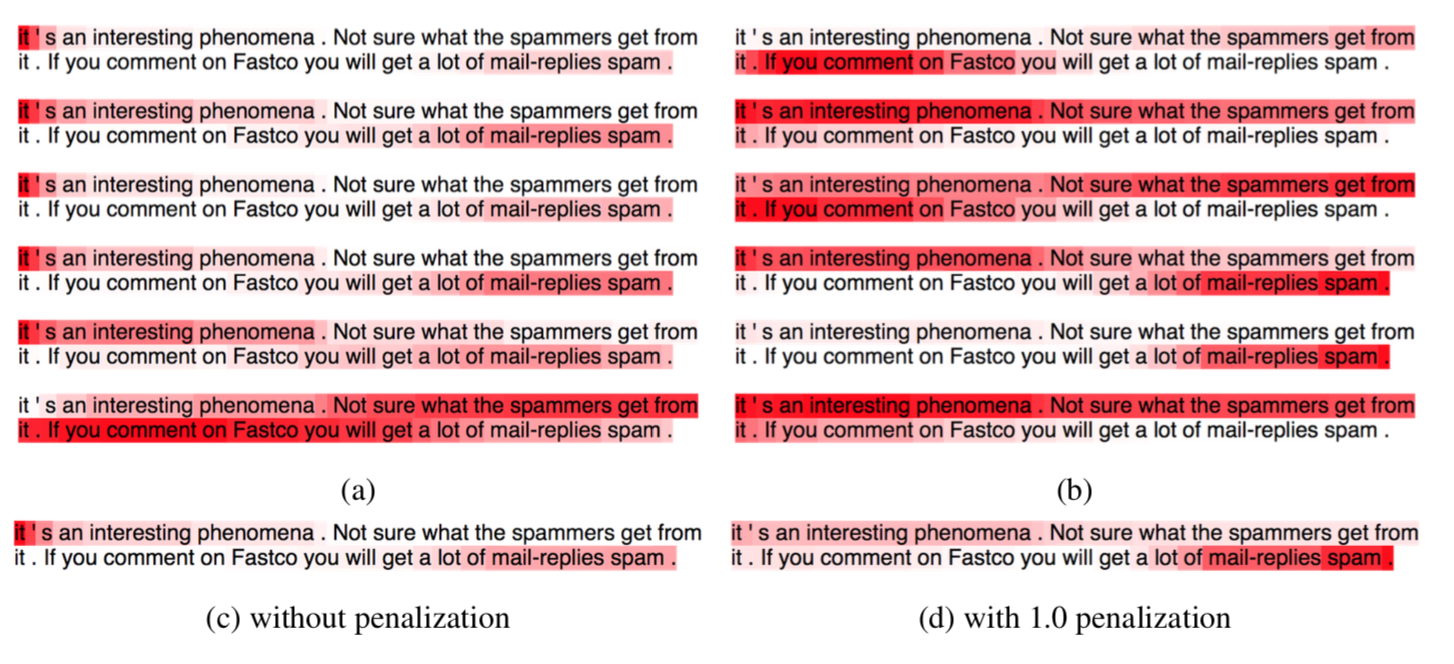 it ' s an interesting phenomena . Not sure what the spammers get from
it . If you comment on Fastco you will get a lot of mail-replies spam .
it ' s an interesting phenomena . Not sure what the spammers get from
it . If you comment on Fastco you will get a lot of mail-replies spam .
it ' s an interesting phenomena . Not sure what the spammers get from
it . If you comment on Fastco you will get a lot of mail-replies spam .
it ' s an interesting phenomena . Not sure what the spammers get from
it . If you comment on Fastco you will get a lot of mail-replies spam .
it ' s an interesting phenomena . Not sure what the spammers get from
it . If you comment on Fastco you will get a lot of mail-replies spam .
it ' s an interesting phenomena . Not sure what the spammers get from
it . If you comment on Fastco you will get a lot of mail-replies spam .
(a)
it ' s an interesting phenomena . Not sure what the spammers get from
it . If you comment on Fastco you will get a lot of mail-replies spam .
it ' s an interesting phenomena . Not sure what the spammers get from
it . If you comment on Fastco you will get a lot of mail-replies spam .
it ' s an interesting phenomena . Not sure what the spammers get from
it . If you comment on Fastco you will get a lot of mail-replies spam .
it ' s an interesting phenomena . Not sure what the spammers get from
it . If you comment on Fastco you will get a lot of mail-replies spam .
it ' s an interesting phenomena . Not sure what the spammers get from
it . If you comment on Fastco you will get a lot of mail-replies spam .
it ' s an interesting phenomena . Not sure what the spammers get from
it . If you comment on Fastco you will get a lot of mail-replies spam .
(b)
it ' s an interesting phenomena . Not sure what the spammers get from
it . If you comment on Fastco you will get a lot of mail-replies spam .
(c) without penalization
it ' s an interesting phenomena . Not sure what the spammers get from
it . If you comment on Fastco you will get a lot of mail-replies spam .
(d) with 1.0 penalization